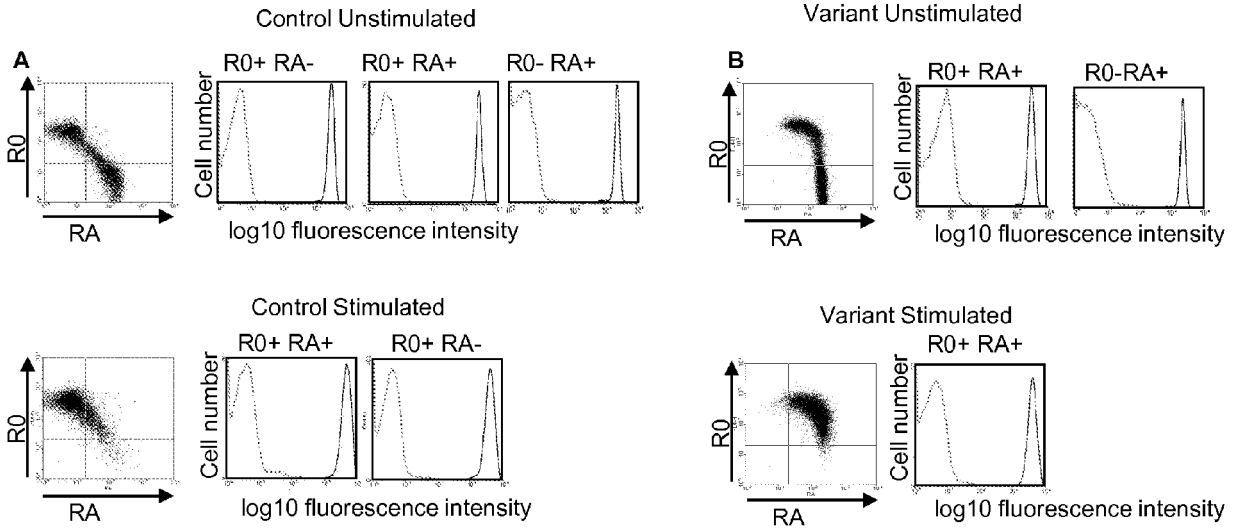 Control Unstimulated
Variant Unstimulated
A
R0+ RA-
R0+ RA+
R0- RA+
R0
Cell number
RA
log10 fluorescence intensity
B
R0+ RA+
R0-RA+
R0
Cell number
RA
log10 fluorescence intensity
Control Stimulated
R0+ RA+
R0+ RA-
R0
Cell number
RA
log10 fluorescence intensity
Variant Stimulated
R0+ RA+
R0
Cell number
RA
log10 fluorescence intensity